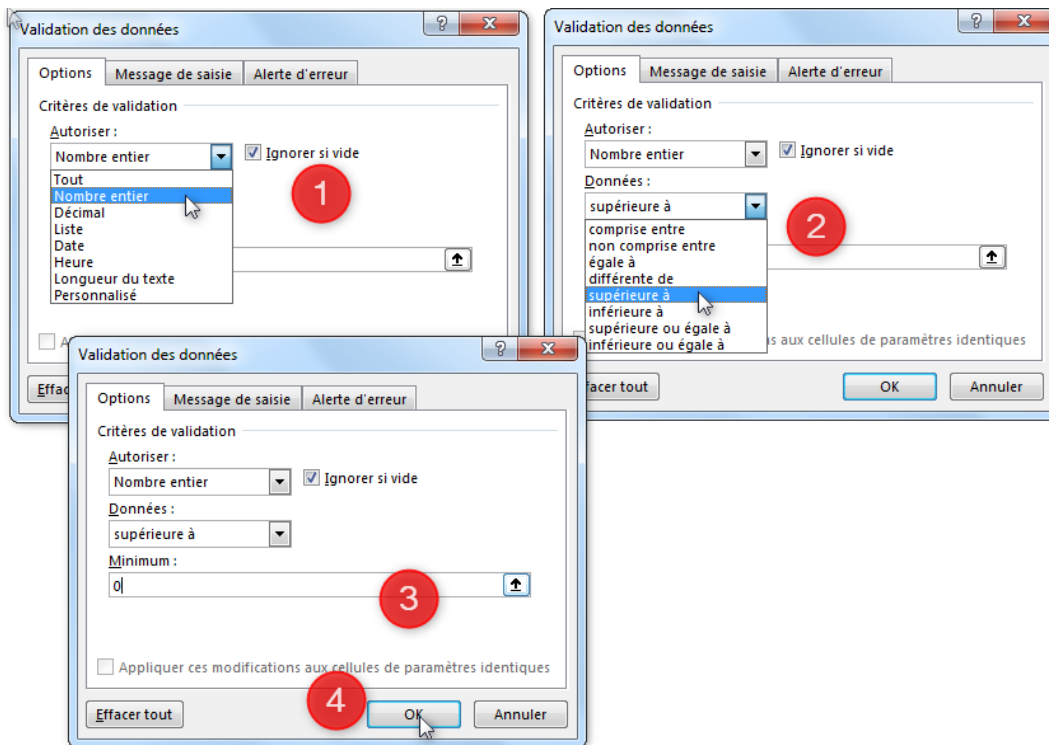 Validation des données
Options Message de saisie Alerte d'erreur
Critères de validation
Autoriser :
Nombre entier Ignorer si vide
Tout
Nombre entier
Décimal
Liste
Date
Heure
Longueur du texte
Personnalisé
1
Effac
Validation des données
Options Message de saisie Alerte d'erreur
Critères de validation
Autoriser :
Nombre entier Ignorer si vide
Données :
supérieure à
comprise entre
non comprise entre
égale à
différente de
supérieure à
inférieure à
supérieure ou égale à
inférieure ou égale à
2
aux cellules de paramètres identiques
facer tout OK Annuler
Validation des données
Options Message de saisie Alerte d'erreur
Critères de validation
Autoriser :
Nombre entier Ignorer si vide
Données :
supérieure à
Minimum :
0
3
Appliquer ces modifications aux cellules de paramètres identiques
4
Effacer tout OK Annuler